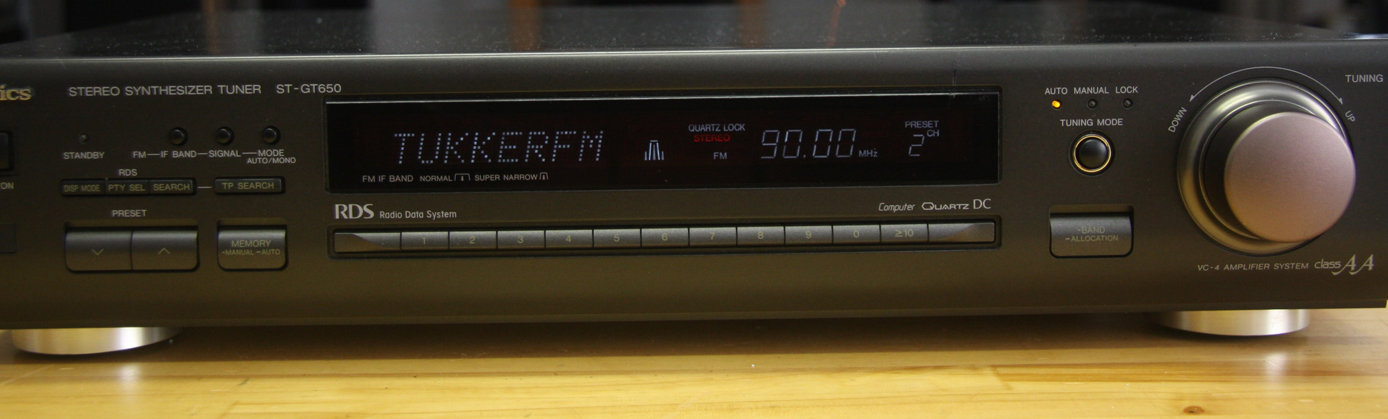 ics
STEREO SYNTHESIZER TUNER ST-GT650
STANDBY
FM—IF BAND—SIGNAL—MODE
AUTO/MONO
RDS
DISP MODE PTY SEL SEARCH — TP SEARCH
PRESET
MEMORY
MANUAL AUTO
TUKKERFM
QUARTZ LOCK
STEREO
FM
90.00 MHz
PRESET
2 CH
FM IF BAND NORMAL SUPER NARROW
RDS Radio Data System
Computer QUARTZ DC
1 2 3 4 5 6 7 8 9 0 ≥10
AUTO MANUAL LOCK
TUNING MODE
-BAND
-ALLOCATION
TUNING
DOWN
UP
VC-4 AMPLIFIER SYSTEM class AA